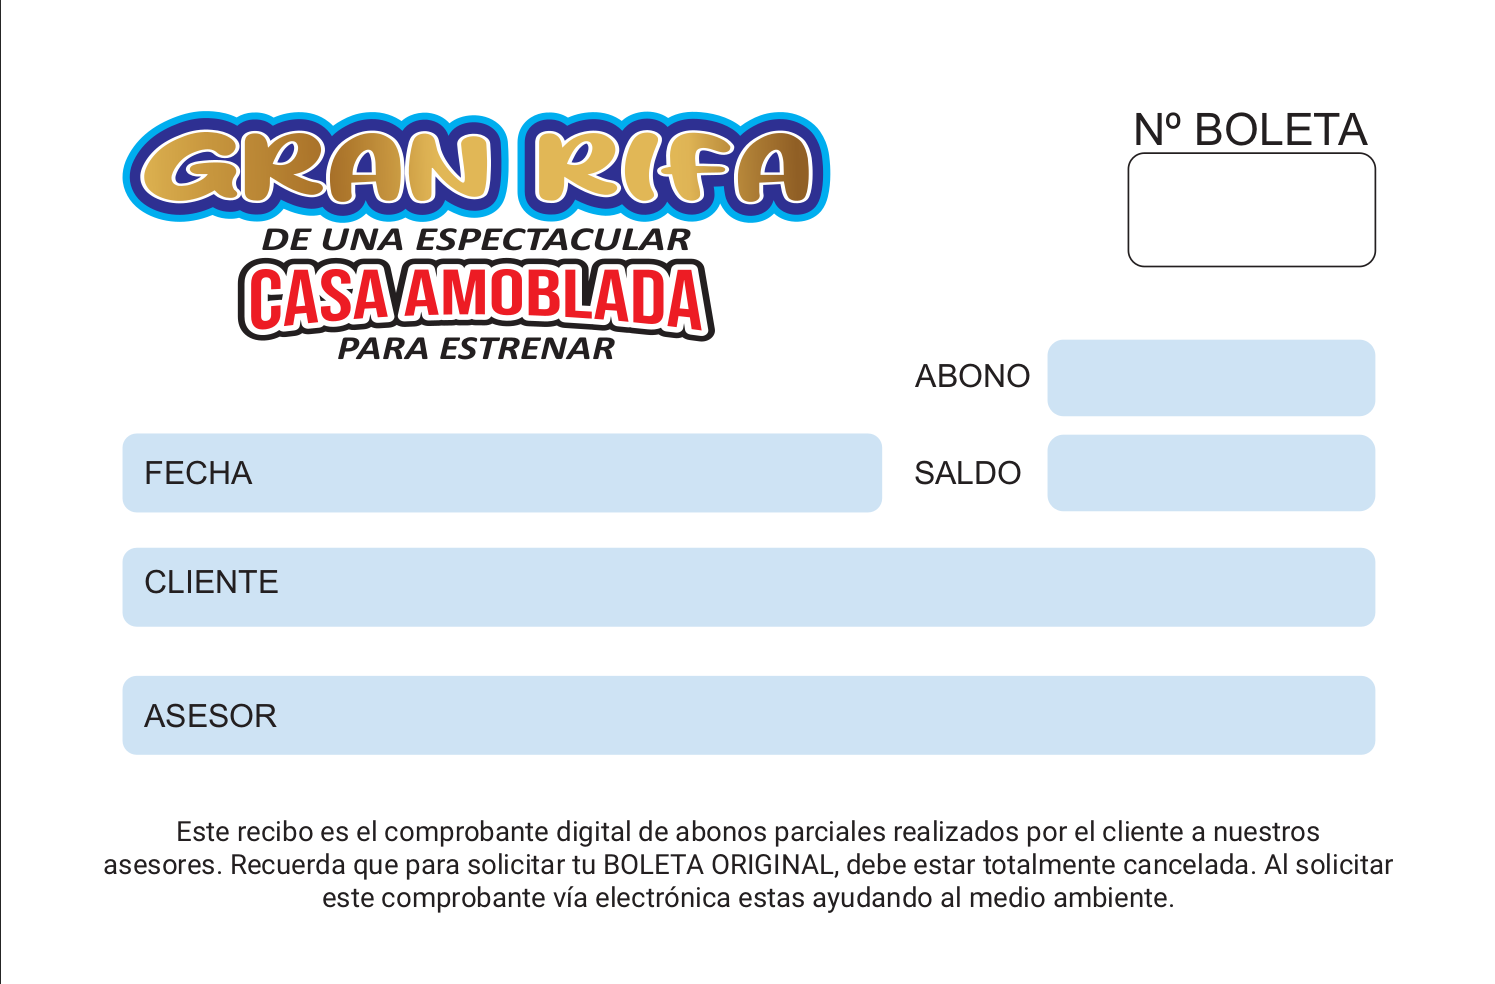 GRAN RIFA
DE UNA ESPECTACULAR
CASA AMOBLADA
PARA ESTRENAR
Nº BOLETA
ABONO
FECHA
SALDO
CLIENTE
ASESOR
Este recibo es el comprobante digital de abonos parciales realizados por el cliente a nuestros
asesores. Recuerda que para solicitar tu BOLETA ORIGINAL, debe estar totalmente cancelada. Al solicitar
este comprobante vía electrónica estas ayudando al medio ambiente.